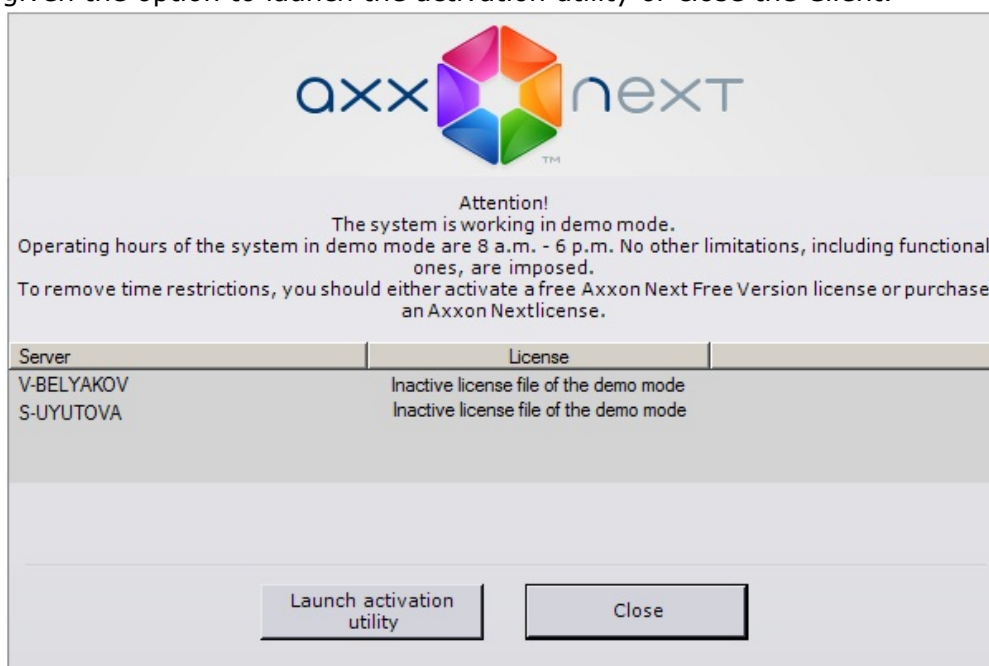 given the option to launch the activation utility or close the Client.
axxnext
TM
Attention!
The system is working in demo mode.
Operating hours of the system in demo mode are 8 a.m. - 6 p.m. No other limitations, including functional
ones, are imposed.
To remove time restrictions, you should either activate a free Axxon Next Free Version license or purchase
an Axxon Nextlicense.
Server License
V-BELYAKOV Inactive license file of the demo mode
S-UYUTOVA Inactive license file of the demo mode
Launch activation
utility
Close